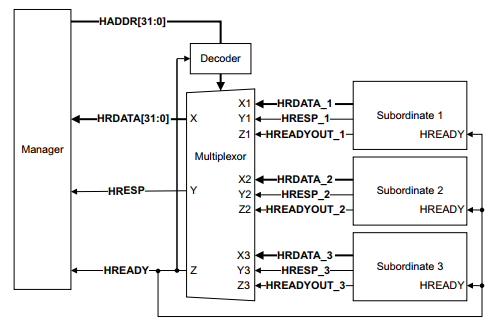 HADDR[31:0]
Decoder
Manager
HRDATA[31:0]
X
Multiplexor
HRESP
Y
HREADY
Z
X1
HRDATA_1
Y1
HRESP_1
Z1
HREADYOUT_1
Subordinate 1
HREADY
X2
HRDATA_2
Y2
HRESP_2
Z2
HREADYOUT_2
Subordinate 2
HREADY
X3
HRDATA_3
Y3
HRESP_3
Z3
HREADYOUT_3
Subordinate 3
HREADY